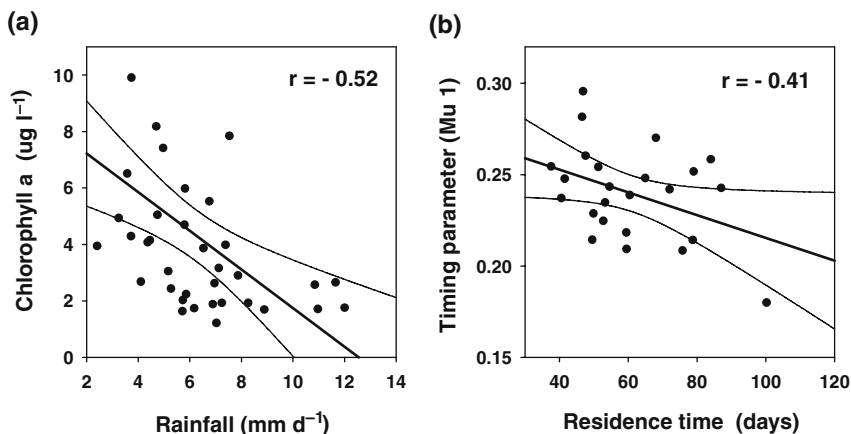 (a)
r = - 0.52
Chlorophyll a (ug l⁻¹)
10
8
6
4
2
0
2 4 6 8 10 12 14
Rainfall (mm d⁻¹)
(b)
r = - 0.41
Timing parameter (Mu 1)
0.30
0.25
0.20
0.15
40 60 80 100 120
Residence time (days)